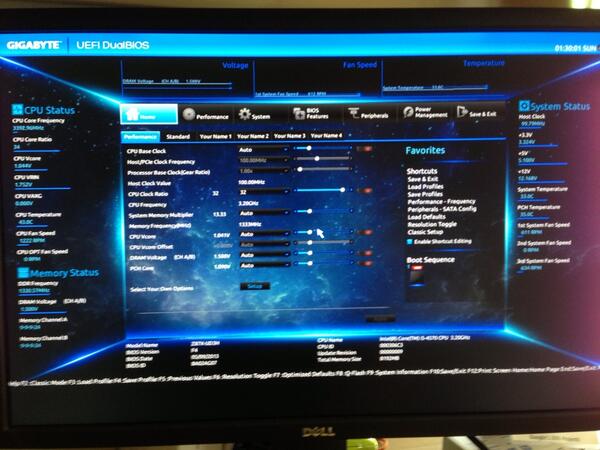 GIGABYTE UEFI DualBIOS 01:30:01 SUN
Voltage Fan Speed Temperature
DRAM Voltage (CH A/B) 1.500V
1st System Fan Speed 612 RPM
System Temperature 33.0C
CPU Status
CPU Core Frequency
CPU Core Ratio
34
CPU Vcore
1.044V
CPU VRIN
1.752V
CPU VAXG
0.000V
CPU Temperature
43.0C
CPU Fan Speed
1222 RPM
CPU OPT Fan Speed
0 RPM
Memory Status
DDR Frequency
DRAM Voltage (CH A/B)
1.500V
Memory Channel A
9-9-9-24
Memory Channel B
9-9-9-24
Home Performance System BIOS Features Peripherals Power Management Save & Exit
Performance Standard Your Name 1 Your Name 2 Your Name 3 Your Name 4
CPU Base Clock Auto
Host/PCIe Clock Frequency 100.00MHz
Processor Base Clock(Gear Ratio) 1.00x
Host Clock Value 100.00MHz
CPU Clock Ratio 32 32
CPU Frequency 3.20GHz
System Memory Multiplier 13.33 Auto
Memory Frequency(MHz) 1333MHz
CPU Vcore 1.041V Auto
CPU Vcore Offset
DRAM Voltage (CH A/B) 1.500V Auto
PCH Core Auto
Select Your Own Options Setup
Favorites
Shortcuts
Save & Exit
Load Profiles
Save Profiles
Performance - Frequency
Peripherals - SATA Config
Load Defaults
Resolution Toggle
Classic Setup
Enable Shortcut Editing
Boot Sequence
System Status
Host Clock
99.79MHz
+3.3V
3.324V
+5V
5.100V
+12V
12.168V
System Temperature
33.0C
PCH Temperature
35.0C
1st System Fan Speed
611 RPM
2nd System Fan Speed
0 RPM
3rd System Fan Speed
634 RPM
Model Name Z87X-UD3H
BIOS Version F4
BIOS Date 05/09/2013
BIOS ID 8A02AG07
CPU Name Intel(R) Core(TM) i5-4570 CPU 3.20GHz
CPU ID 000306C3
Update Revision 00000009
Total Memory Size 8192MB
Help F2 :Classic Mode F3 :Load Profile F4 :Save Profile F5 :Previous Values F6 :Resolution Toggle F7 :Optimized Defaults F8 :Q-Flash F9 :System Information F10:Save/Exit F12:Print Screen Home:Home Page End:Save/Exit
DELL